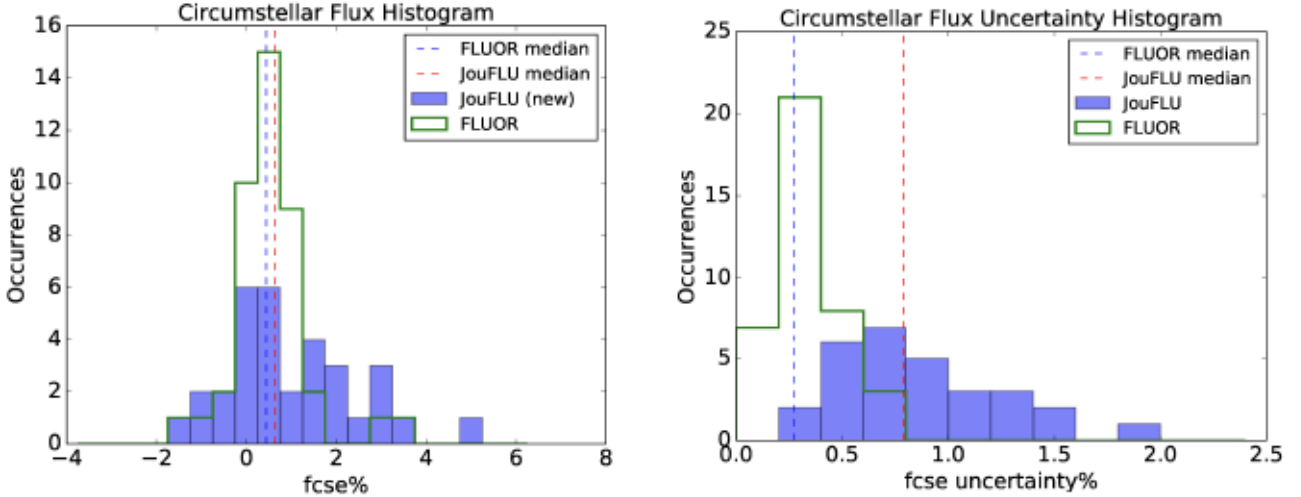 Circumstellar Flux Histogram
16
14
12
10
8
6
4
2
0
Occurrences
−4
−2
0
2
4
6
8
fcse%
FLUOR median
JouFLU median
JouFLU (new)
FLUOR
Circumstellar Flux Uncertainty Histogram
25
20
15
10
5
0
Occurrences
0.0
0.5
1.0
1.5
2.0
2.5
fcse uncertainty%
FLUOR median
JouFLU median
JouFLU
FLUOR